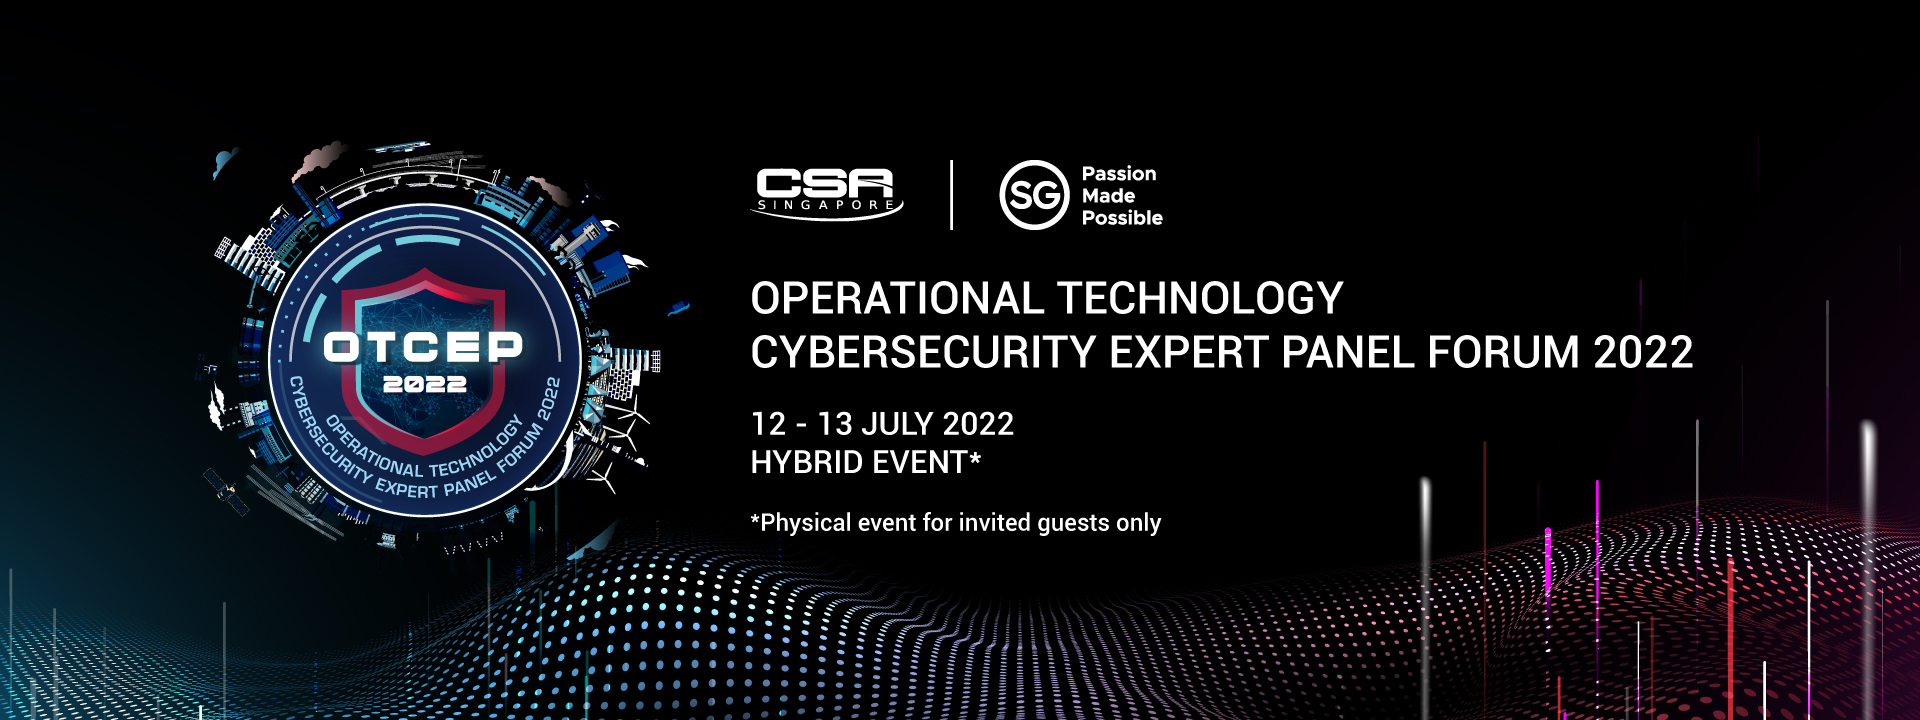 OTCEP
2022
OPERATIONAL TECHNOLOGY
CYBERSECURITY EXPERT PANEL FORUM 2022
CSA
SINGAPORE
SG
Passion
Made
Possible
OPERATIONAL TECHNOLOGY
CYBERSECURITY EXPERT PANEL FORUM 2022
12 - 13 JULY 2022
HYBRID EVENT*
*Physical event for invited guests only